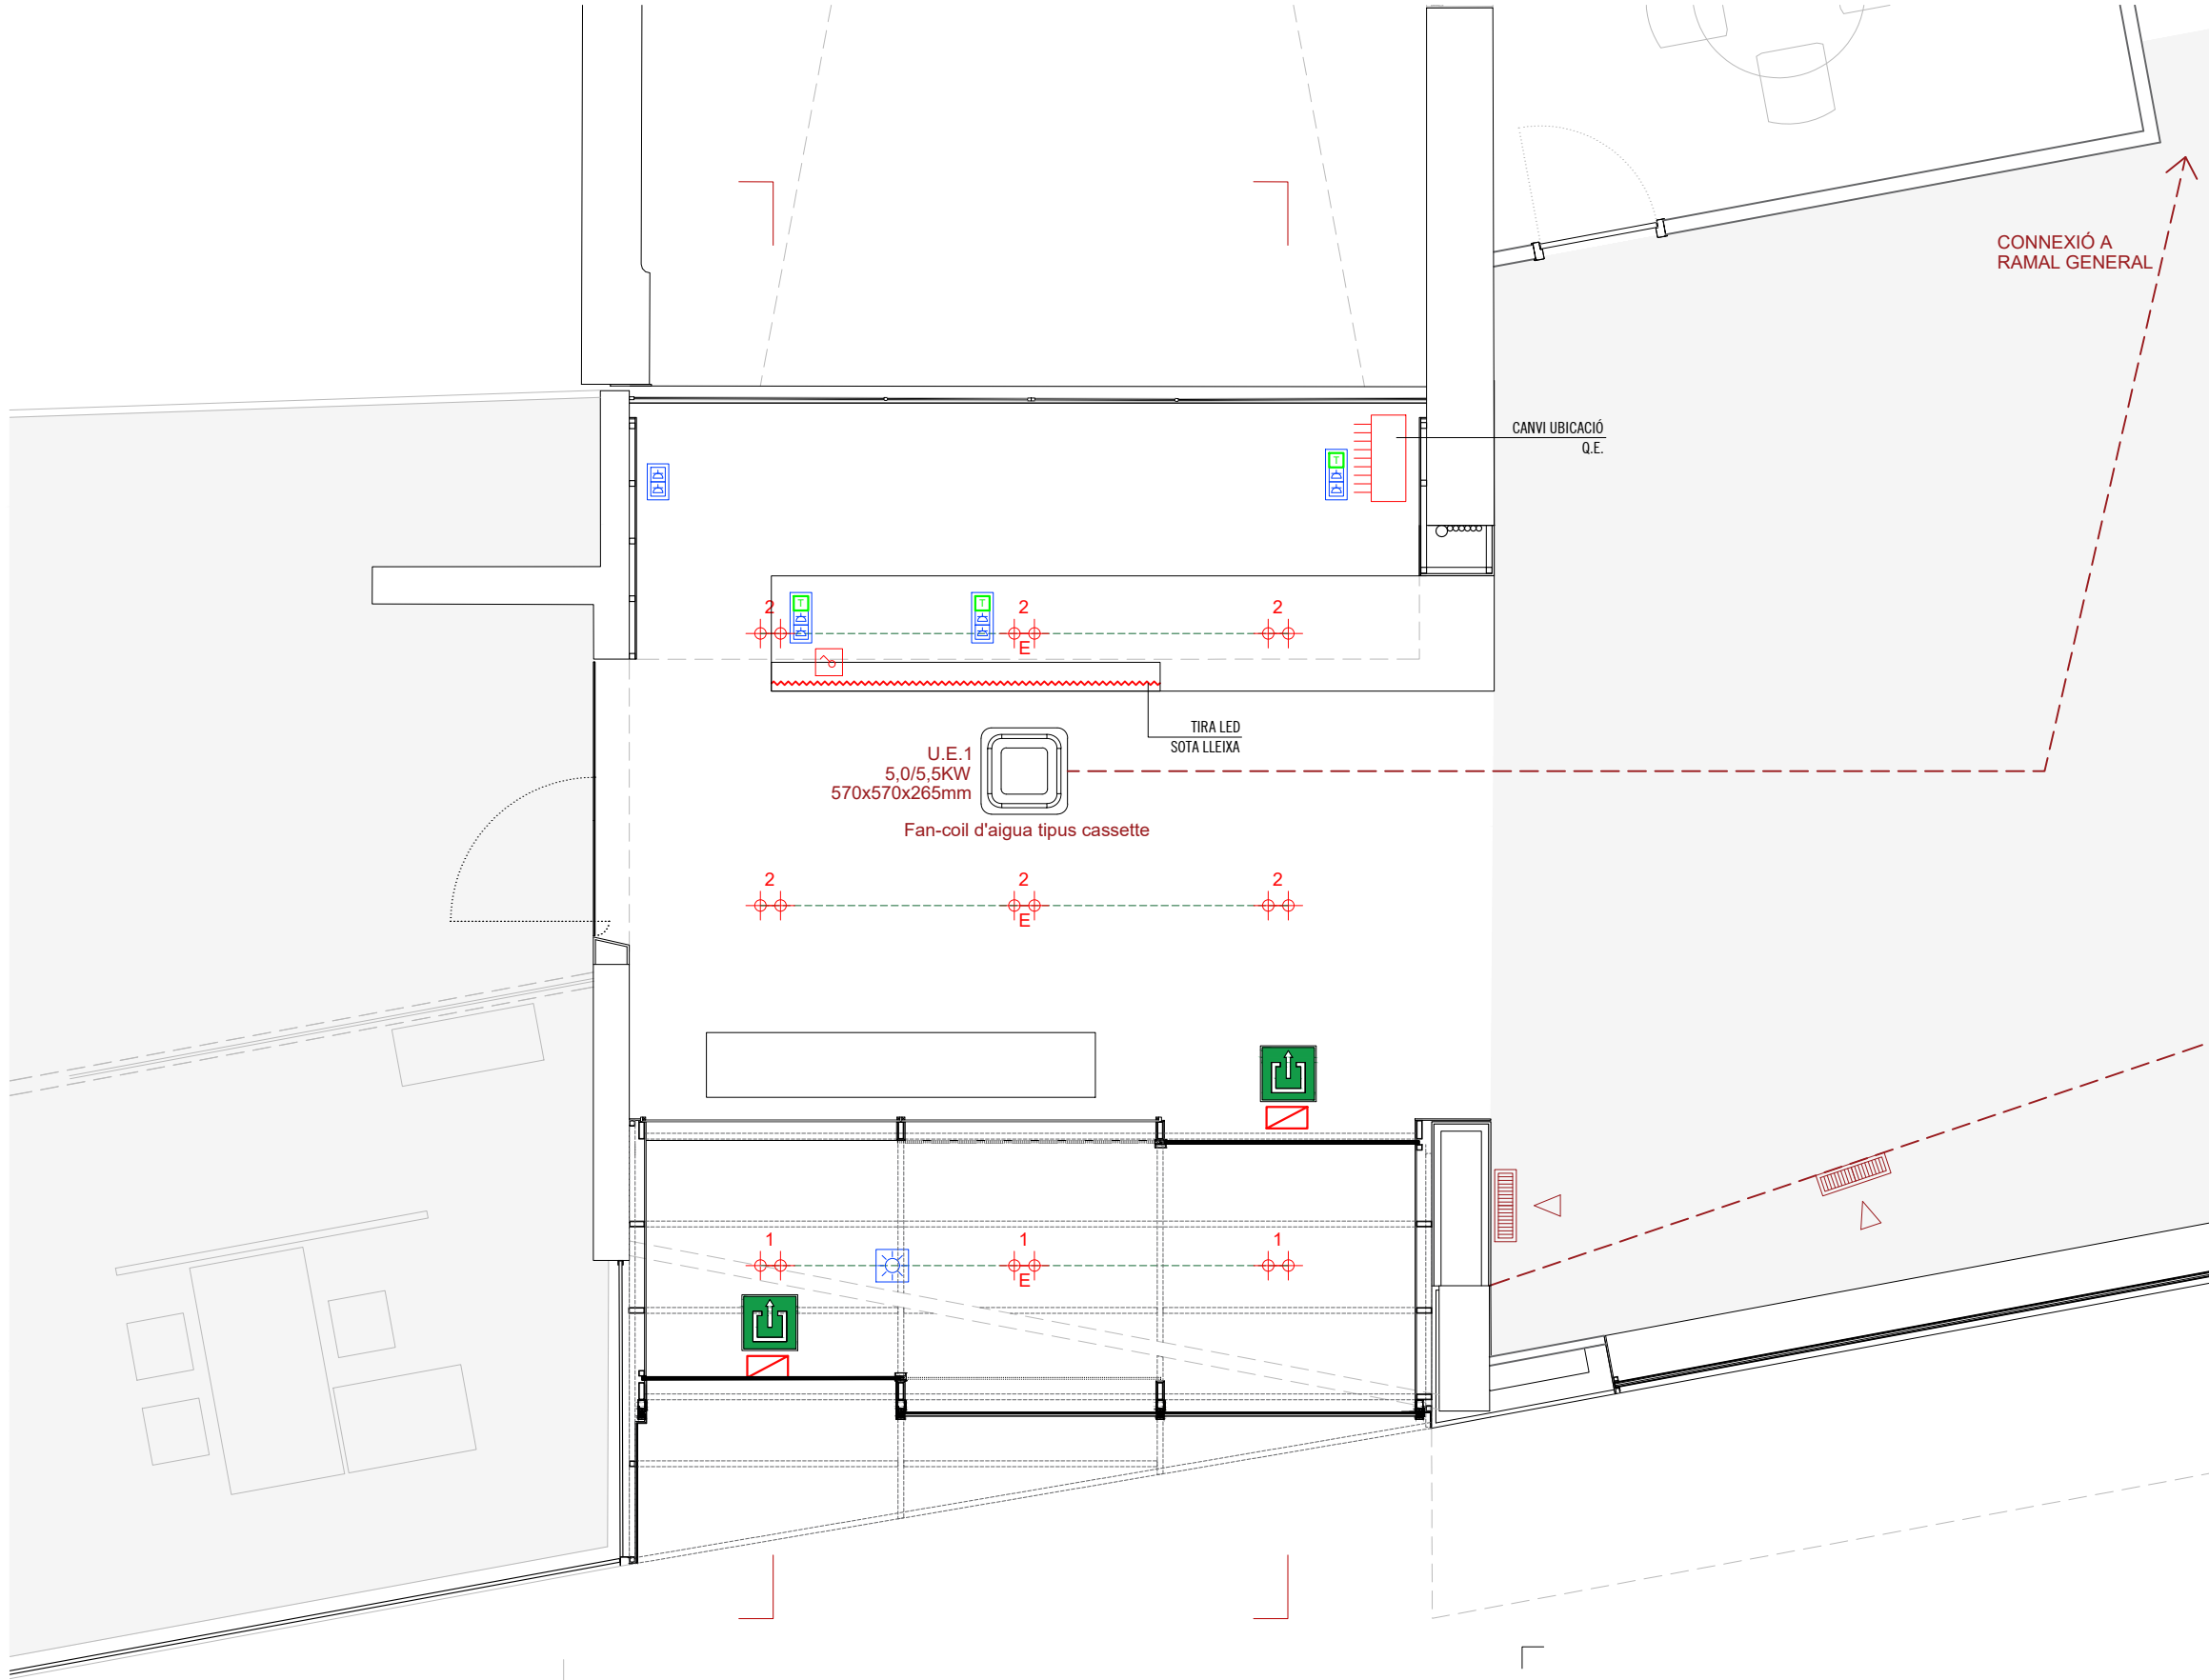 CONNEXIÓ A
RAMAL GENERAL
CANVI UBICACIÓ
Q.E.
T
2
T
T
2
2
E
TIRA LED
SOTA LLEIXA
U.E.1
5,0/5,5KW
570x570x265mm
Fan-coil d'aigua tipus cassette
2
2
2
E
1
1
1
E